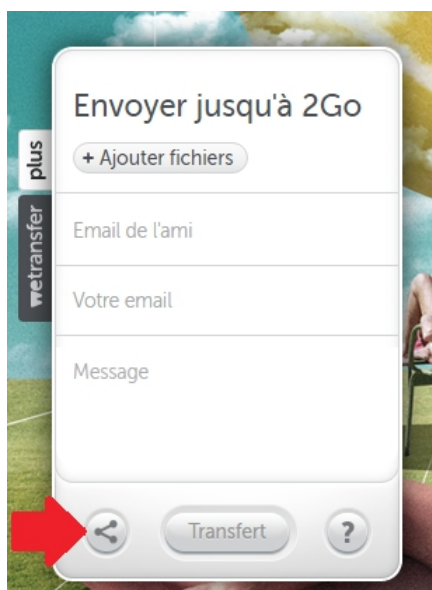 Envoyer jusqu'à 2Go
+ Ajouter fichiers
plus
wetransfer
Email de l'ami
Votre email
Message
Transfert
?